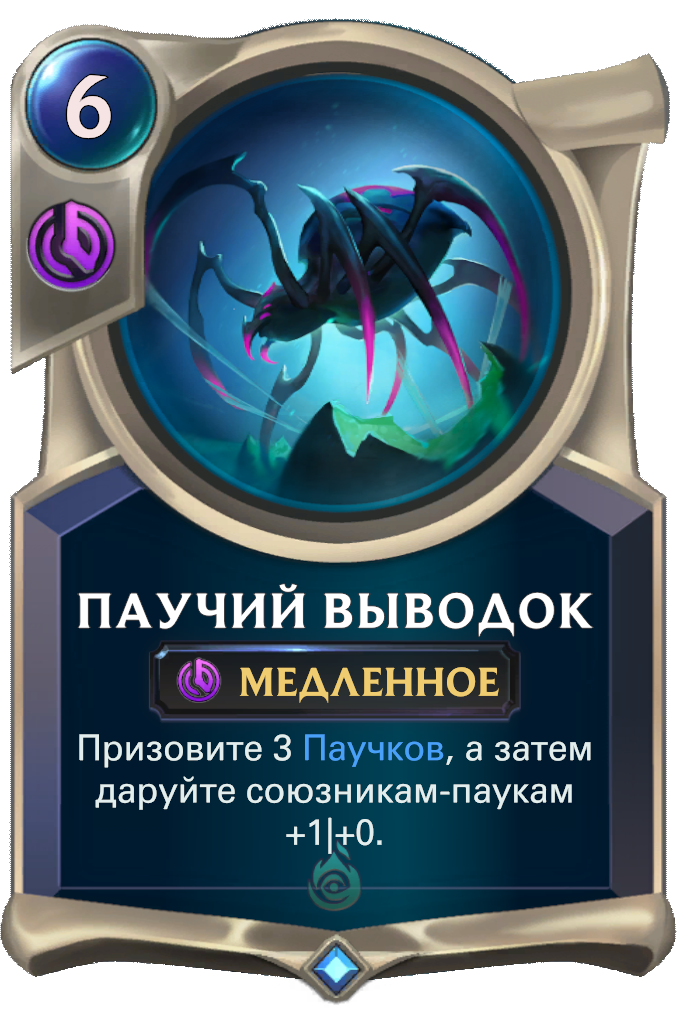 6
ПАУЧИЙ ВЫВОДОК
МЕДЛЕННОЕ
Призовите 3 Паучков, а затем
даруйте союзникам-паукам
+1|+0.